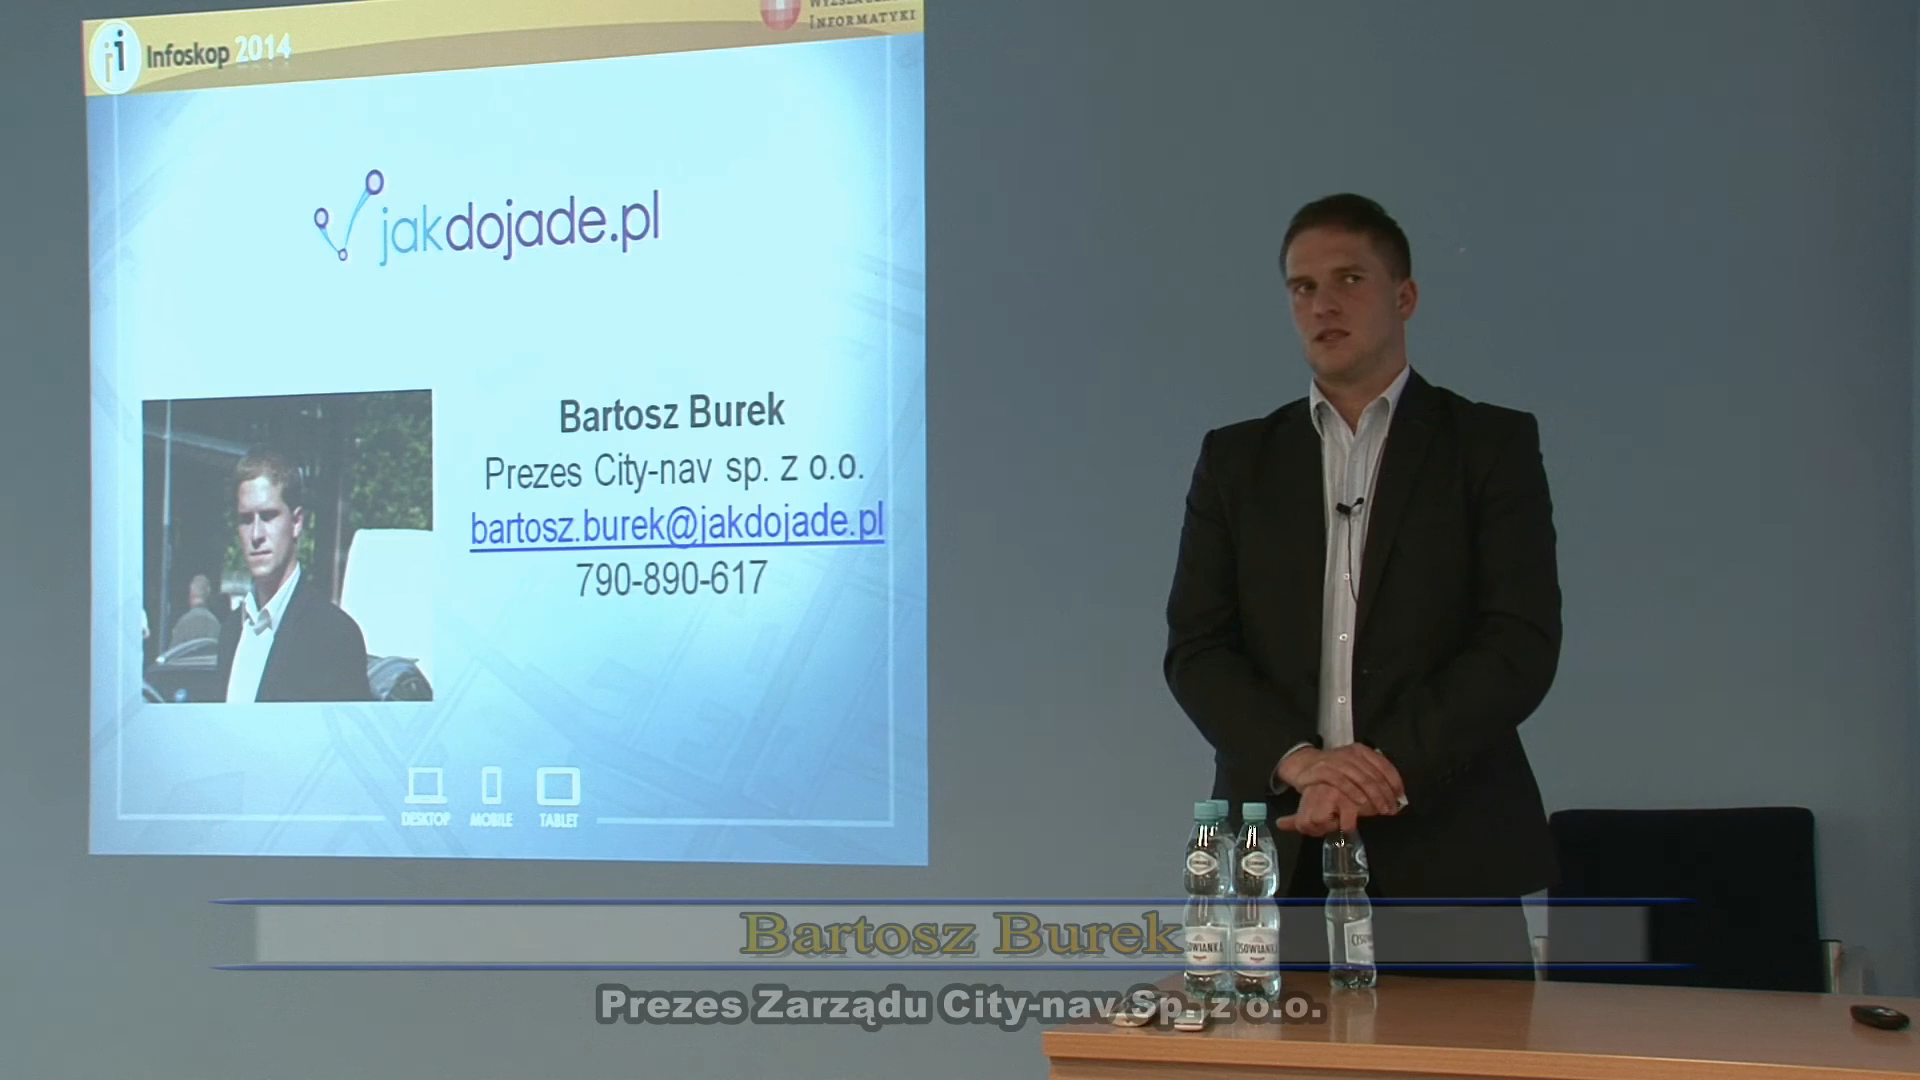 Infoskop 2014
INFORMATYKI
jakdojade.pl
Bartosz Burek
Prezes City-nav sp. z o.o.
bartosz.burek@jakdojade.pl
790-890-617
DESKTOP MOBILE TABLET
Bartosz Burek
CISOWIANKA
Prezes Zarządu City-nav Sp. z o.o.